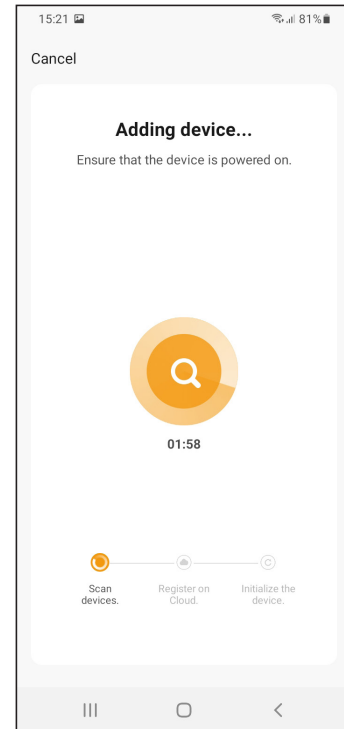 15:21 81%
Cancel
Adding device...
Ensure that the device is powered on.
01:58
Scan devices.
Register on Cloud.
Initialize the device.